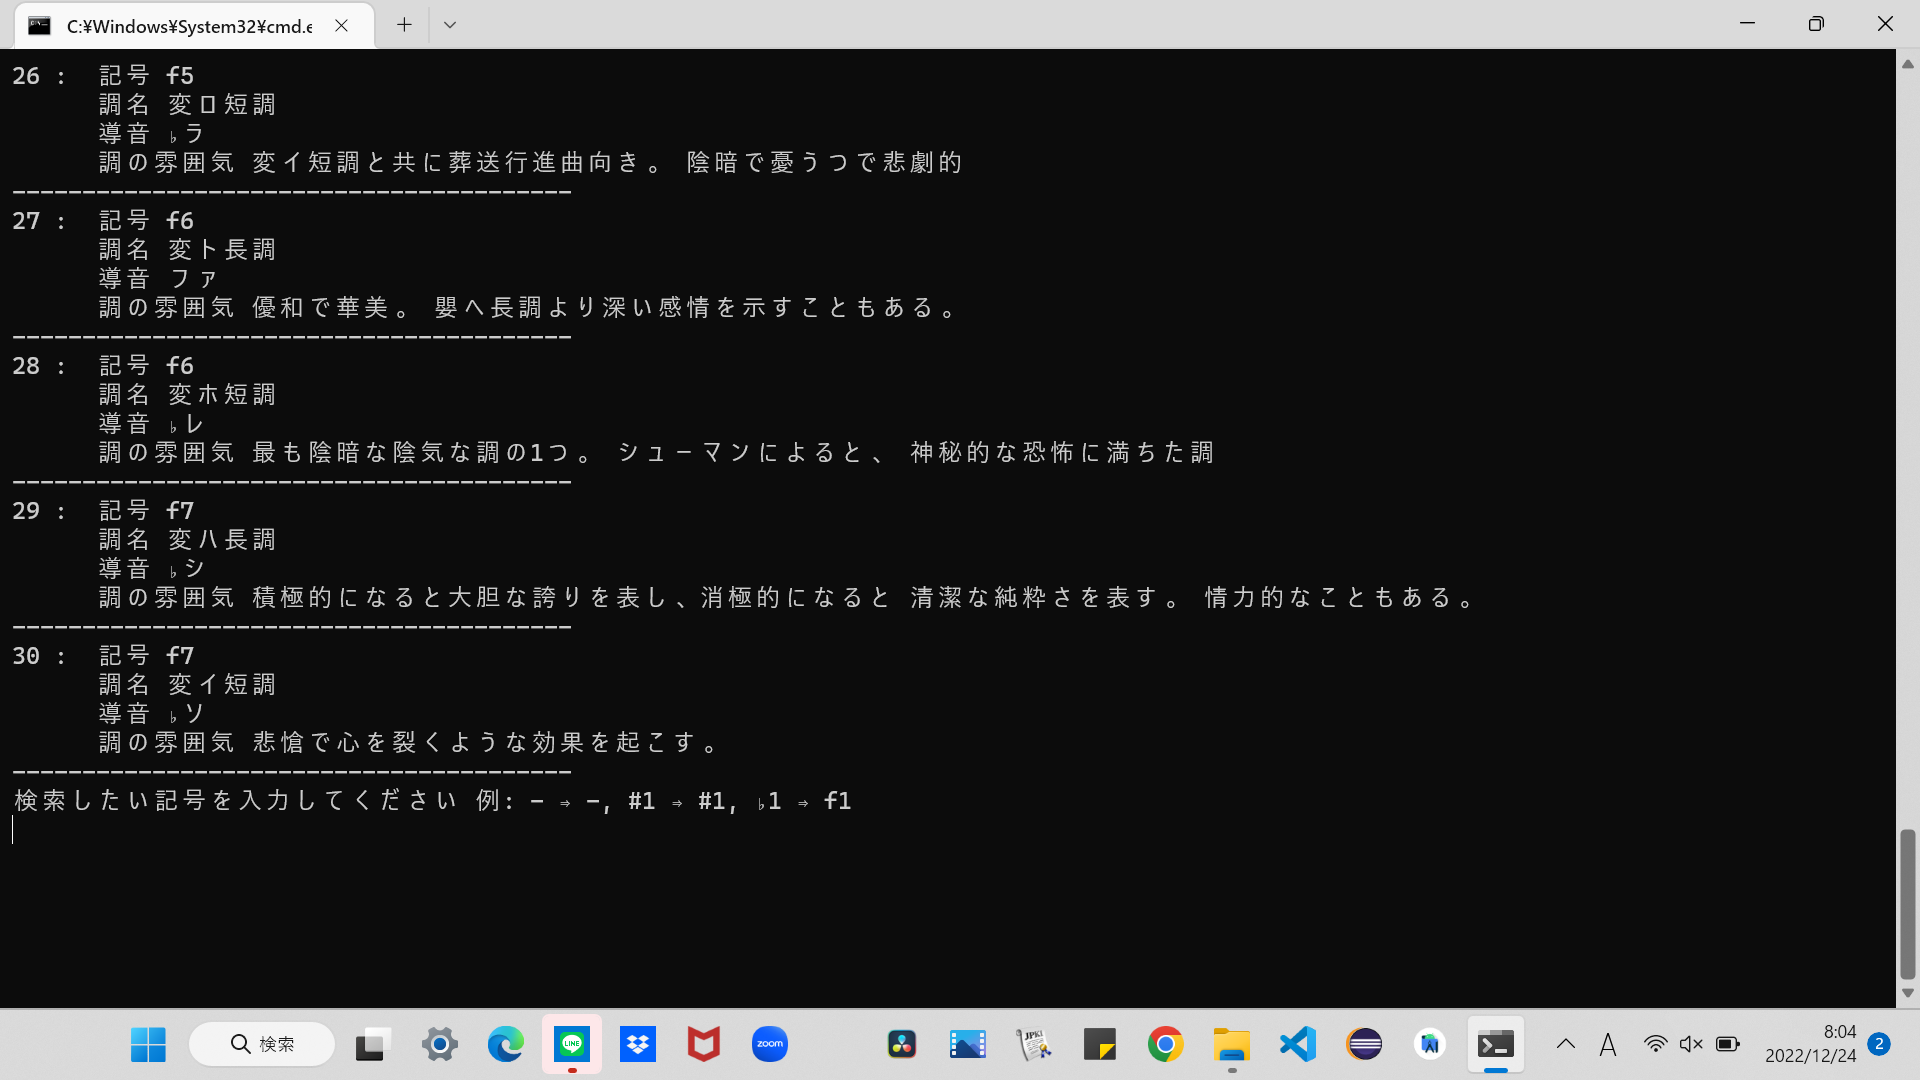 C:¥Windows¥System32¥cmd.e
26 : 記号 f5
調名 変ロ短調
導音 ♭ラ
調の雰囲気 変イ短調と共に葬送行進曲向き。 陰暗で憂うつで悲劇的
----------------------------------------
27 : 記号 f6
調名 変ト長調
導音 ファ
調の雰囲気 優和で華美。 嬰ヘ長調より深い感情を示すこともある。
----------------------------------------
28 : 記号 f6
調名 変ホ短調
導音 ♭レ
調の雰囲気 最も陰暗な陰気な調の1つ。 シューマンによると、 神秘的な恐怖に満ちた調
----------------------------------------
29 : 記号 f7
調名 変ハ長調
導音 ♭シ
調の雰囲気 積極的になると大胆な誇りを表し、消極的になると 清潔な純粋さを表す。 情力的なこともある。
----------------------------------------
30 : 記号 f7
調名 変イ短調
導音 ♭ソ
調の雰囲気 悲愴で心を裂くような効果を起こす。
----------------------------------------
検索したい記号を入力してください 例: - ⇒ -, #1 ⇒ #1, ♭1 ⇒ f1
検索
LINE
zoom
JPKI
A
8:04
2022/12/24
2